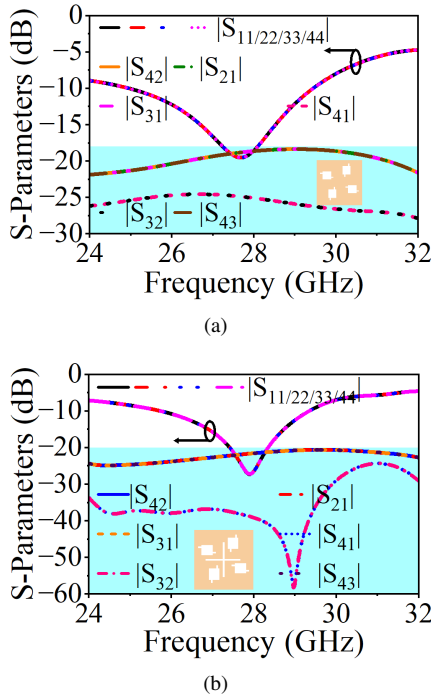 |S11/22/33/44|
|S42| |S21|
|S31| |S41|
|S32| |S43|
0
−5
−10
−15
−20
−25
−30
S-Parameters (dB)
24 26 28 30 32
Frequency (GHz)
(a)
|S11/22/33/44|
|S42| |S21|
|S31| |S41|
|S32| |S43|
0
−10
−20
−30
−40
−50
−60
S-Parameters (dB)
24 26 28 30 32
Frequency (GHz)
(b)